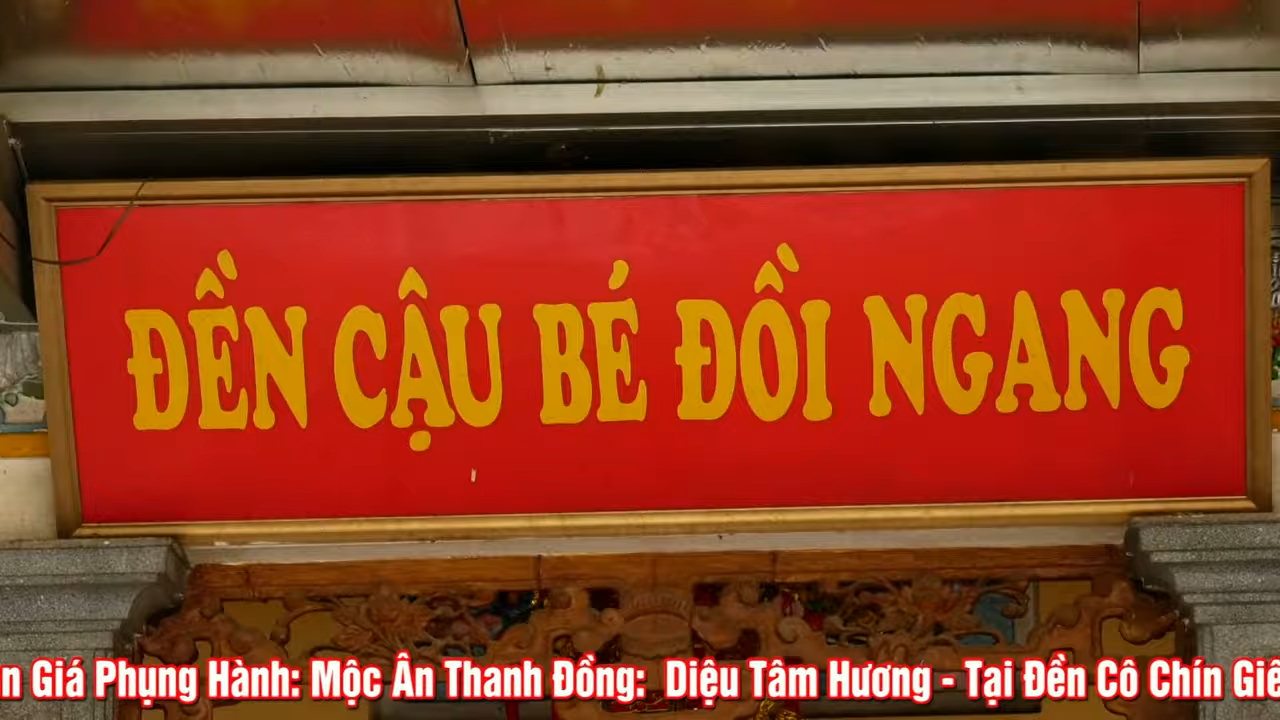 ĐỀN CẬU BÉ ĐỒI NGANG
n Giá Phụng Hành: Mộc Ân Thanh Đồng: Diệu Tâm Hương - Tại Đền Cô Chín Giê